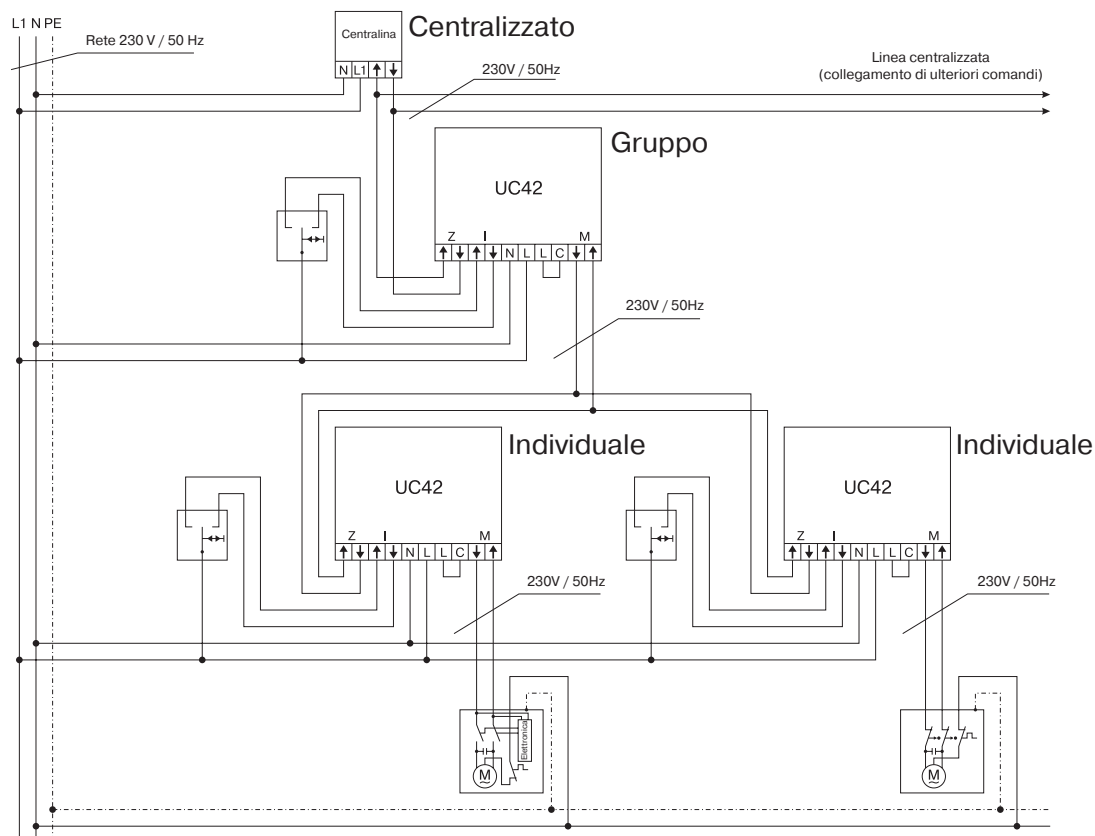 L1 N PE
Rete 230 V / 50 Hz
Centralina
Centralizzato
N L1 ↑ ↓
230V / 50Hz
Linea centralizzata
(collegamento di ulteriori comandi)
Gruppo
UC42
Z I M
↑ ↓ ↑ ↓ N L L C ↓ ↑
230V / 50Hz
Individuale
UC42
Z I M
↑ ↓ ↑ ↓ N L L C ↓ ↑
230V / 50Hz
Elettronica
M
~
Individuale
UC42
Z I M
↑ ↓ ↑ ↓ N L L C ↓ ↑
230V / 50Hz
M
~